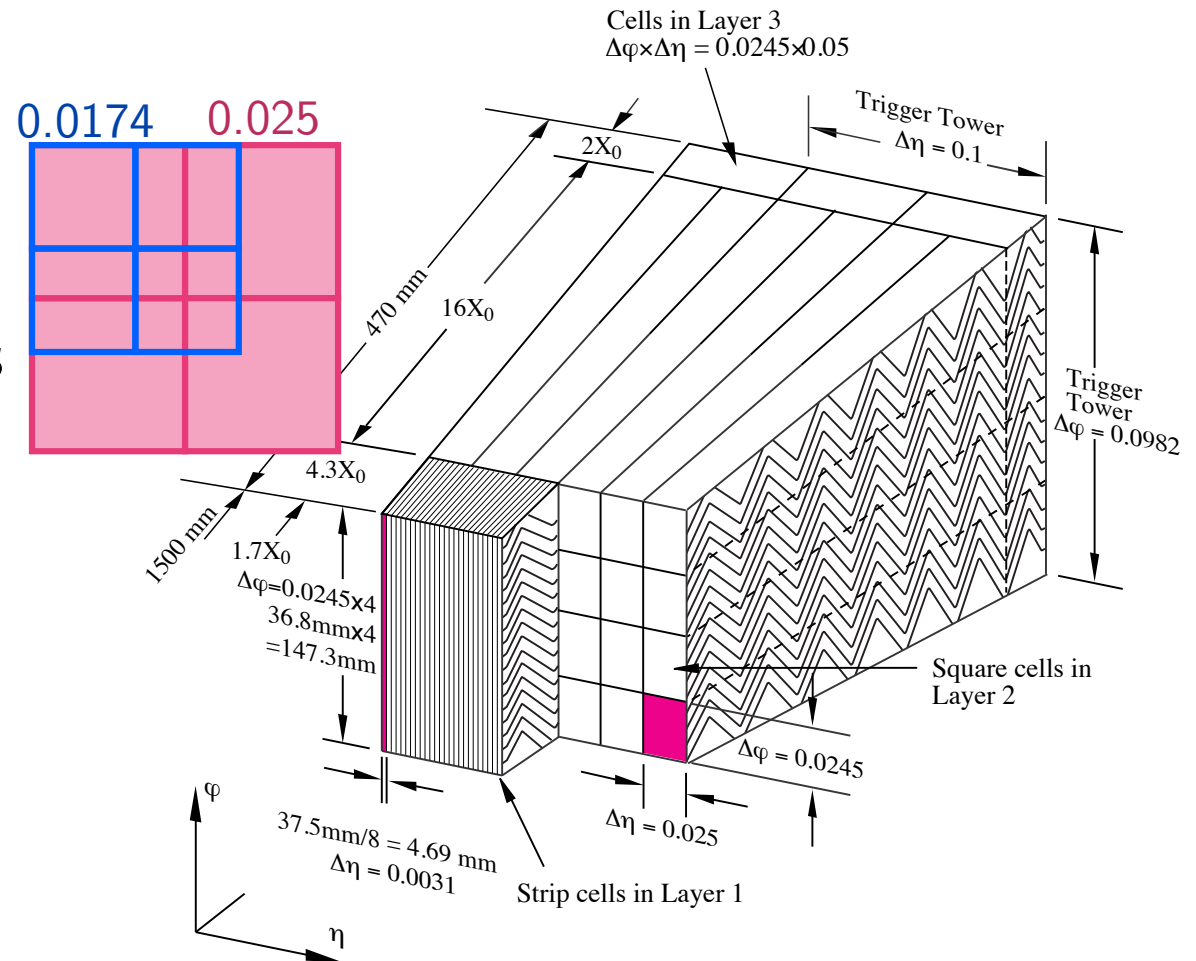 Cells in Layer 3
Δφ×Δη = 0.0245×0.05
0.0174
0.025
Trigger Tower
Δη = 0.1
2X0
470 mm
16X0
Trigger
Tower
Δφ = 0.0982
4.3X0
1500 mm
1.7X0
Δφ=0.0245x4
36.8mmx4
=147.3mm
Square cells in
Layer 2
Δφ = 0.0245
Δη = 0.025
37.5mm/8 = 4.69 mm
Δη = 0.0031
Strip cells in Layer 1
φ
η